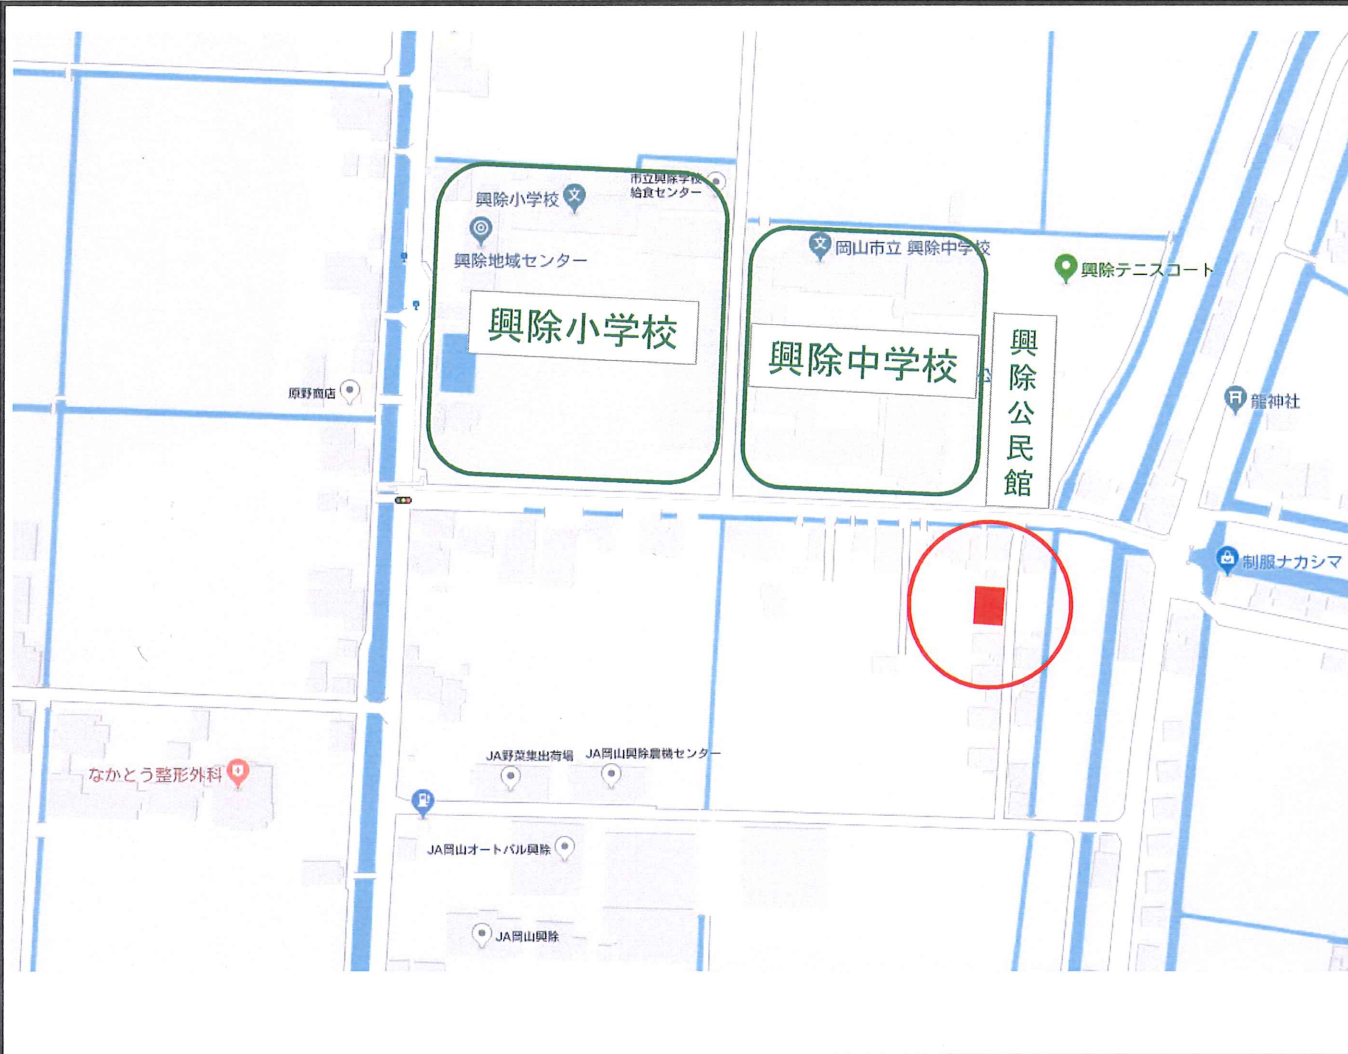 市立興除学校
給食センター
興除小学校
興除地域センター
岡山市立 興除中学校
興除テニスコート
興除小学校
興除中学校
興除公民館
原野商店
龍神社
制服ナカシマ
JA野菜集出荷場
JA岡山興除農機センター
なかとう整形外科
JA岡山オートパル興除
JA岡山興除